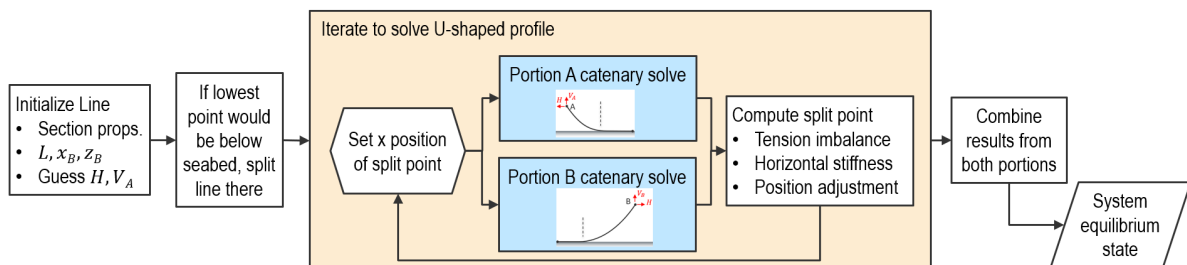 Initialize Line
• Section props.
• L, x_B, z_B
• Guess H, V_A
If lowest
point would
be below
seabed, split
line there
Iterate to solve U-shaped profile
Set x position
of split point
Portion A catenary solve
H
V_A
A
Portion B catenary solve
V_B
B
H
Compute split point
• Tension imbalance
• Horizontal stiffness
• Position adjustment
Combine
results from
both portions
System
equilibrium
state